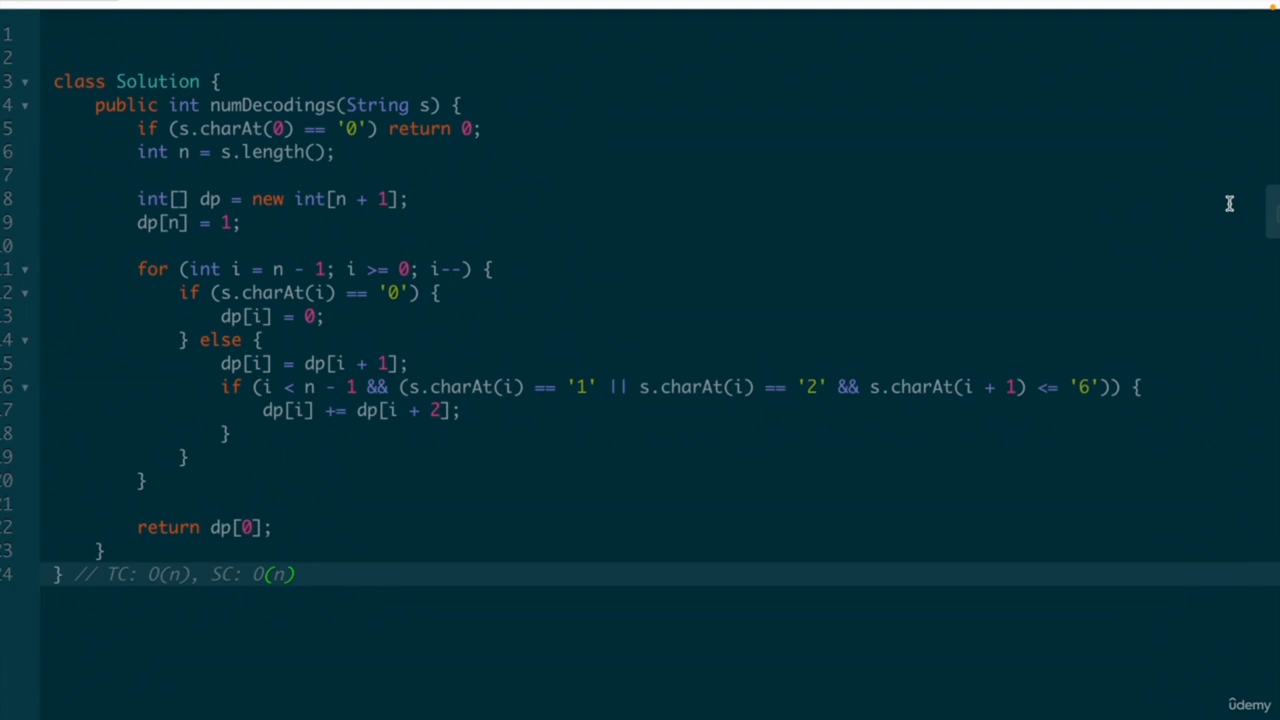 1
2
3 class Solution {
4 public int numDecodings(String s) {
5 if (s.charAt(0) == '0') return 0;
6 int n = s.length();
7
8 int[] dp = new int[n + 1];
9 dp[n] = 1;
10
11 for (int i = n - 1; i >= 0; i--) {
12 if (s.charAt(i) == '0') {
13 dp[i] = 0;
14 } else {
15 dp[i] = dp[i + 1];
16 if (i < n - 1 && (s.charAt(i) == '1' || s.charAt(i) == '2' && s.charAt(i + 1) <= '6')) {
17 dp[i] += dp[i + 2];
18 }
19 }
20 }
21
22 return dp[0];
23 }
24 } // TC: O(n), SC: O(n)
ûdemy